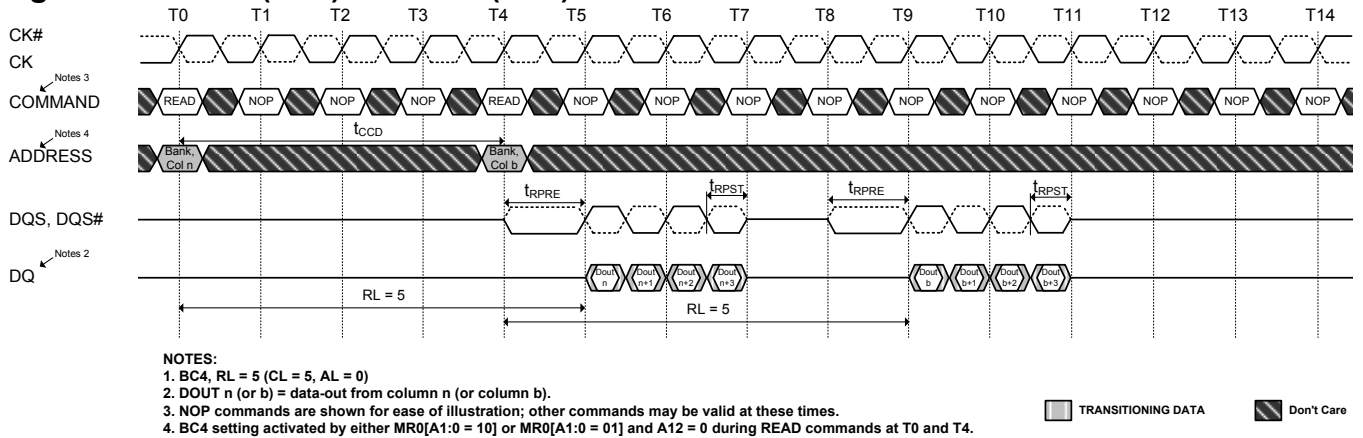 T0 T1 T2 T3 T4 T5 T6 T7 T8 T9 T10 T11 T12 T13 T14
CK#
CK
Notes 3
COMMAND READ NOP NOP NOP READ NOP NOP NOP NOP NOP NOP NOP NOP NOP NOP
tCCD
Notes 4
ADDRESS
Bank, Col n
Bank, Col b
tRPRE tRPST tRPRE tRPST
DQS, DQS#
Notes 2
DQ
Dout n
Dout n+1
Dout n+2
Dout n+3
Dout b
Dout b+1
Dout b+2
Dout b+3
RL = 5
RL = 5
NOTES:
1. BC4, RL = 5 (CL = 5, AL = 0)
2. DOUT n (or b) = data-out from column n (or column b).
3. NOP commands are shown for ease of illustration; other commands may be valid at these times.
4. BC4 setting activated by either MR0[A1:0 = 10] or MR0[A1:0 = 01] and A12 = 0 during READ commands at T0 and T4.
TRANSITIONING DATA
Don't Care